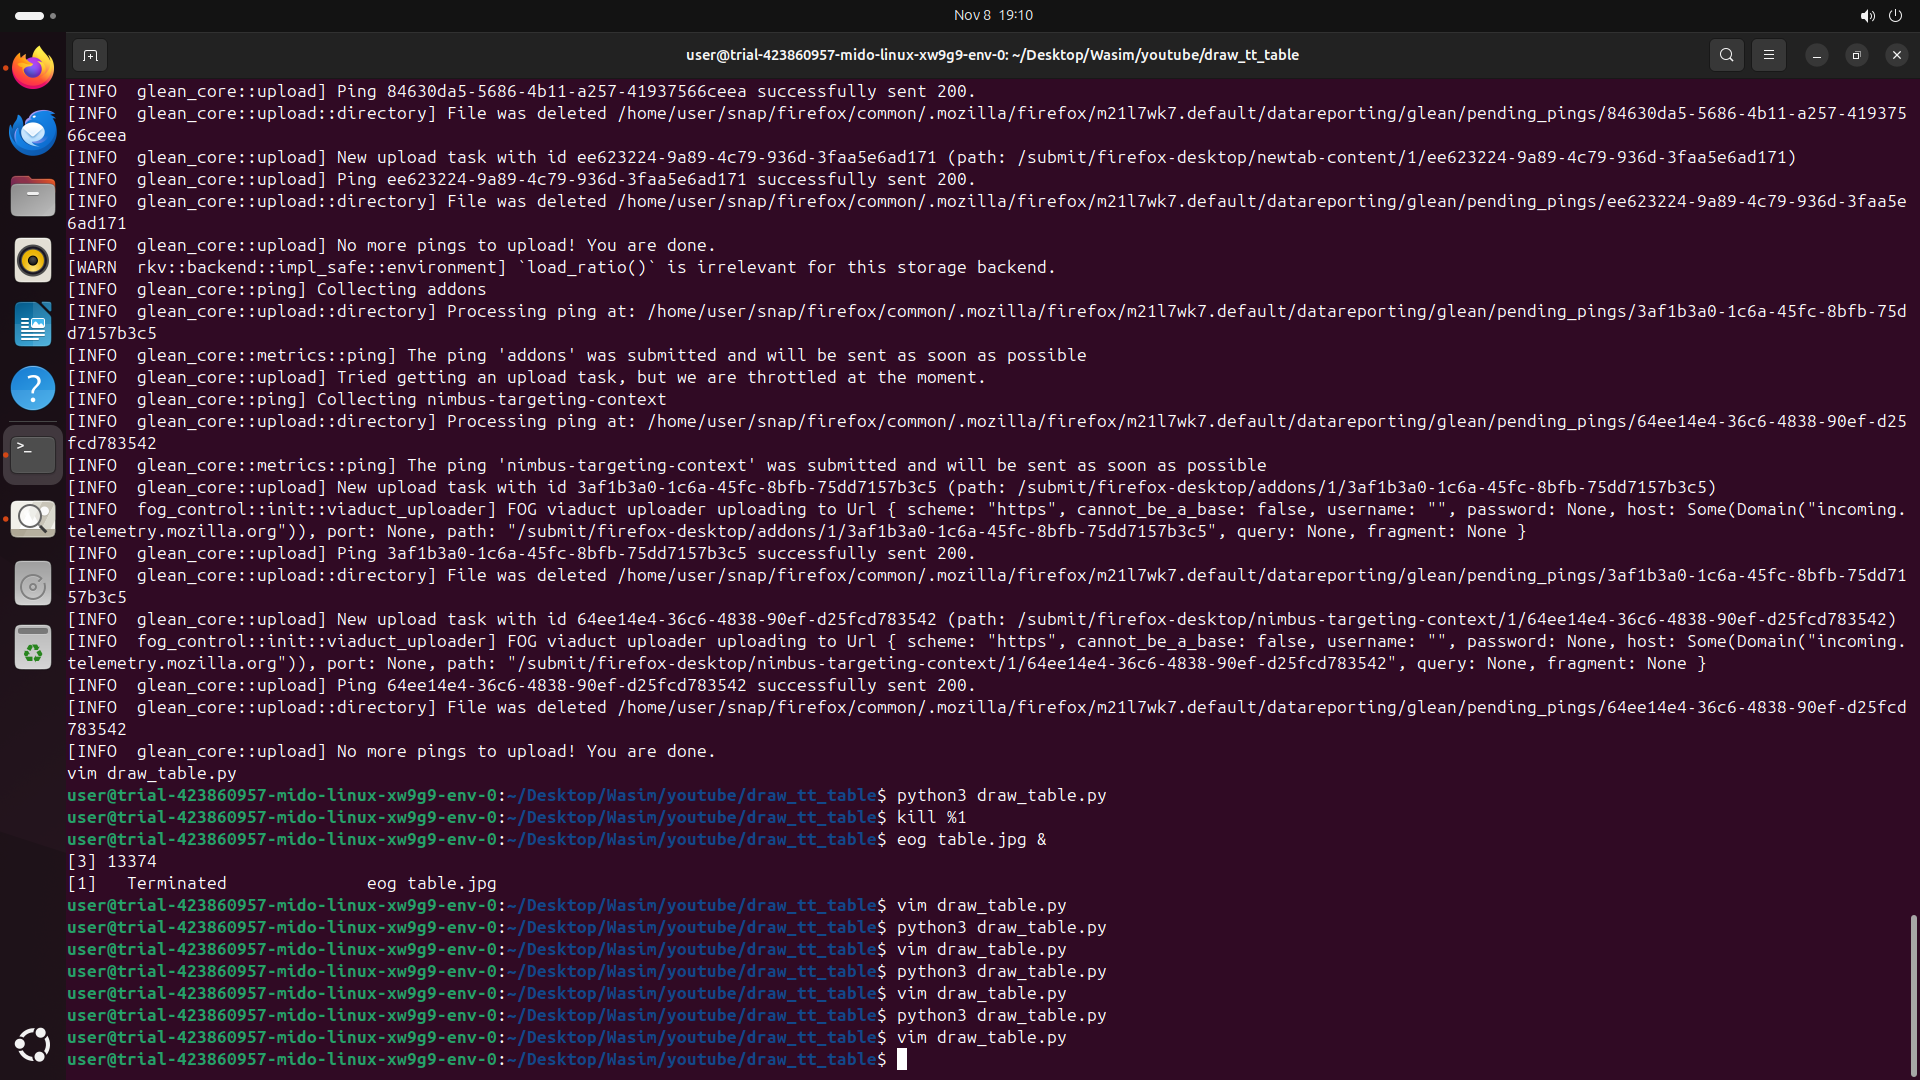 Nov 8  19:10
user@trial-423860957-mido-linux-xw9g9-env-0: ~/Desktop/Wasim/youtube/draw_tt_table
[INFO  glean_core::upload] Ping 84630da5-5686-4b11-a257-41937566ceea successfully sent 200.
[INFO  glean_core::upload::directory] File was deleted /home/user/snap/firefox/common/.mozilla/firefox/m21l7wk7.default/datareporting/glean/pending_pings/84630da5-5686-4b11-a257-419375
66ceea
[INFO  glean_core::upload] New upload task with id ee623224-9a89-4c79-936d-3faa5e6ad171 (path: /submit/firefox-desktop/newtab-content/1/ee623224-9a89-4c79-936d-3faa5e6ad171)
[INFO  glean_core::upload] Ping ee623224-9a89-4c79-936d-3faa5e6ad171 successfully sent 200.
[INFO  glean_core::upload::directory] File was deleted /home/user/snap/firefox/common/.mozilla/firefox/m21l7wk7.default/datareporting/glean/pending_pings/ee623224-9a89-4c79-936d-3faa5e
6ad171
[INFO  glean_core::upload] No more pings to upload! You are done.
[WARN  rkv::backend::impl_safe::environment] `load_ratio()` is irrelevant for this storage backend.
[INFO  glean_core::ping] Collecting addons
[INFO  glean_core::upload::directory] Processing ping at: /home/user/snap/firefox/common/.mozilla/firefox/m21l7wk7.default/datareporting/glean/pending_pings/3af1b3a0-1c6a-45fc-8bfb-75d
d7157b3c5
[INFO  glean_core::metrics::ping] The ping 'addons' was submitted and will be sent as soon as possible
[INFO  glean_core::upload] Tried getting an upload task, but we are throttled at the moment.
[INFO  glean_core::ping] Collecting nimbus-targeting-context
[INFO  glean_core::upload::directory] Processing ping at: /home/user/snap/firefox/common/.mozilla/firefox/m21l7wk7.default/datareporting/glean/pending_pings/64ee14e4-36c6-4838-90ef-d25
fcd783542
[INFO  glean_core::metrics::ping] The ping 'nimbus-targeting-context' was submitted and will be sent as soon as possible
[INFO  glean_core::upload] New upload task with id 3af1b3a0-1c6a-45fc-8bfb-75dd7157b3c5 (path: /submit/firefox-desktop/addons/1/3af1b3a0-1c6a-45fc-8bfb-75dd7157b3c5)
[INFO  fog_control::init::viaduct_uploader] FOG viaduct uploader uploading to Url { scheme: "https", cannot_be_a_base: false, username: "", password: None, host: Some(Domain("incoming.
telemetry.mozilla.org")), port: None, path: "/submit/firefox-desktop/addons/1/3af1b3a0-1c6a-45fc-8bfb-75dd7157b3c5", query: None, fragment: None }
[INFO  glean_core::upload] Ping 3af1b3a0-1c6a-45fc-8bfb-75dd7157b3c5 successfully sent 200.
[INFO  glean_core::upload::directory] File was deleted /home/user/snap/firefox/common/.mozilla/firefox/m21l7wk7.default/datareporting/glean/pending_pings/3af1b3a0-1c6a-45fc-8bfb-75dd71
57b3c5
[INFO  glean_core::upload] New upload task with id 64ee14e4-36c6-4838-90ef-d25fcd783542 (path: /submit/firefox-desktop/nimbus-targeting-context/1/64ee14e4-36c6-4838-90ef-d25fcd783542)
[INFO  fog_control::init::viaduct_uploader] FOG viaduct uploader uploading to Url { scheme: "https", cannot_be_a_base: false, username: "", password: None, host: Some(Domain("incoming.
telemetry.mozilla.org")), port: None, path: "/submit/firefox-desktop/nimbus-targeting-context/1/64ee14e4-36c6-4838-90ef-d25fcd783542", query: None, fragment: None }
[INFO  glean_core::upload] Ping 64ee14e4-36c6-4838-90ef-d25fcd783542 successfully sent 200.
[INFO  glean_core::upload::directory] File was deleted /home/user/snap/firefox/common/.mozilla/firefox/m21l7wk7.default/datareporting/glean/pending_pings/64ee14e4-36c6-4838-90ef-d25fcd
783542
[INFO  glean_core::upload] No more pings to upload! You are done.
vim draw_table.py
user@trial-423860957-mido-linux-xw9g9-env-0:~/Desktop/Wasim/youtube/draw_tt_table$ python3 draw_table.py
user@trial-423860957-mido-linux-xw9g9-env-0:~/Desktop/Wasim/youtube/draw_tt_table$ kill %1
user@trial-423860957-mido-linux-xw9g9-env-0:~/Desktop/Wasim/youtube/draw_tt_table$ eog table.jpg &
[3] 13374
[1]   Terminated              eog table.jpg
user@trial-423860957-mido-linux-xw9g9-env-0:~/Desktop/Wasim/youtube/draw_tt_table$ vim draw_table.py
user@trial-423860957-mido-linux-xw9g9-env-0:~/Desktop/Wasim/youtube/draw_tt_table$ python3 draw_table.py
user@trial-423860957-mido-linux-xw9g9-env-0:~/Desktop/Wasim/youtube/draw_tt_table$ vim draw_table.py
user@trial-423860957-mido-linux-xw9g9-env-0:~/Desktop/Wasim/youtube/draw_tt_table$ python3 draw_table.py
user@trial-423860957-mido-linux-xw9g9-env-0:~/Desktop/Wasim/youtube/draw_tt_table$ vim draw_table.py
user@trial-423860957-mido-linux-xw9g9-env-0:~/Desktop/Wasim/youtube/draw_tt_table$ python3 draw_table.py
user@trial-423860957-mido-linux-xw9g9-env-0:~/Desktop/Wasim/youtube/draw_tt_table$ vim draw_table.py
user@trial-423860957-mido-linux-xw9g9-env-0:~/Desktop/Wasim/youtube/draw_tt_table$